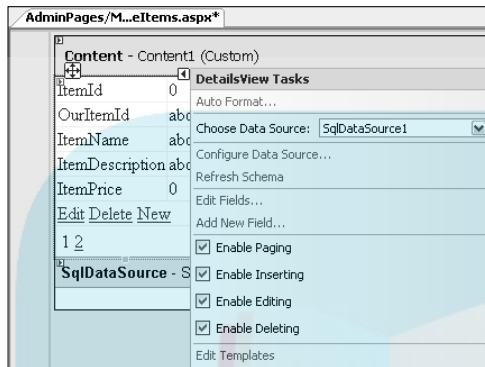 AdminPages/M...eItems.aspx*
Content - Content1 (Custom)
ItemId 0
OurItemId abc
ItemName abc
ItemDescription abc
ItemPrice 0
Edit Delete New
1 2
SqlDataSource - S
DetailsView Tasks
Auto Format...
Choose Data Source: SqlDataSource1
Configure Data Source...
Refresh Schema
Edit Fields...
Add New Field...
Enable Paging
Enable Inserting
Enable Editing
Enable Deleting
Edit Templates